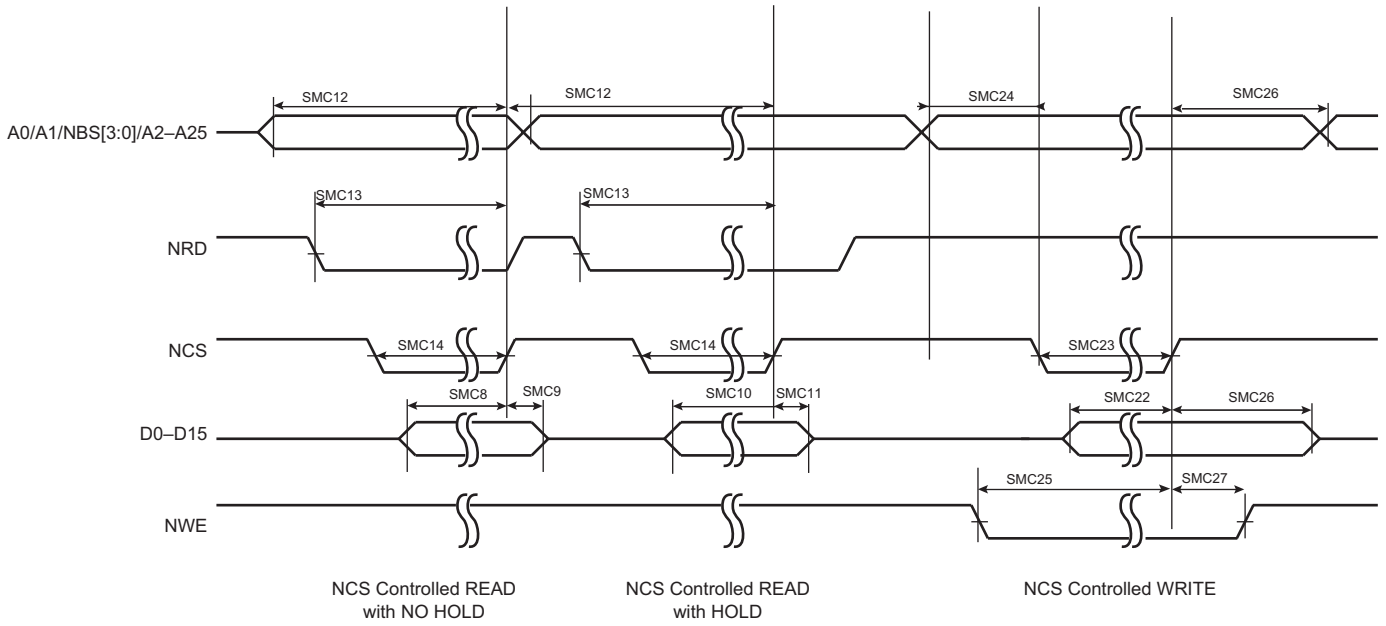 SMC12
SMC12
SMC24
SMC26
A0/A1/NBS[3:0]/A2–A25
SMC13
SMC13
NRD
NCS
SMC14
SMC14
SMC23
SMC8
SMC9
SMC10
SMC11
SMC22
SMC26
D0–D15
SMC25
SMC27
NWE
NCS Controlled READ
with NO HOLD
NCS Controlled READ
with HOLD
NCS Controlled WRITE